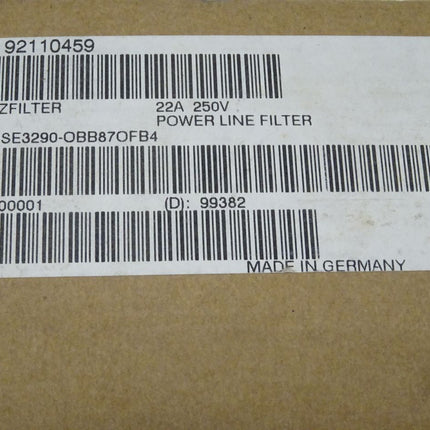 92110459
ZFILTER 22A 250V
POWER LINE FILTER
SE3290-OBB87OFB4
00001 (D): 99382
MADE IN GERMANY